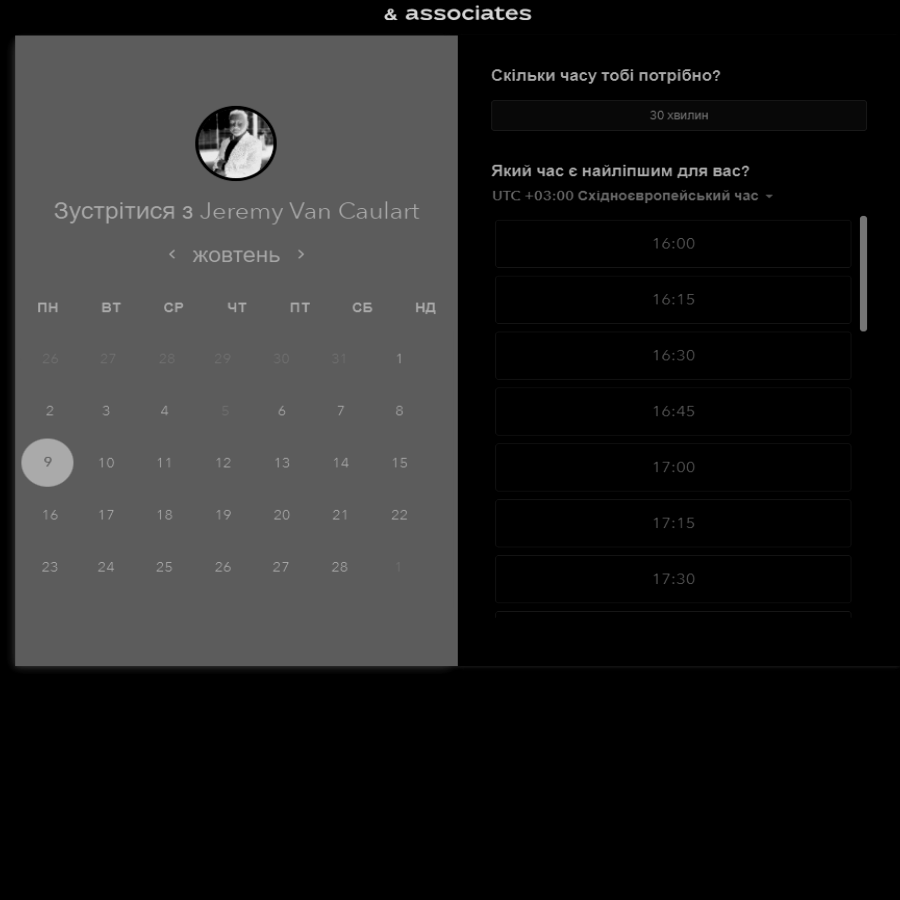 & associates
Зустрітися з Jeremy Van Caulart
жовтень
ПН ВТ СР ЧТ ПТ СБ НД
26 27 28 29 30 31 1
2 3 4 5 6 7 8
9 10 11 12 13 14 15
16 17 18 19 20 21 22
23 24 25 26 27 28 1
Скільки часу тобі потрібно?
30 хвилин
Який час є найліпшим для вас?
UTC +03:00 Східноєвропейський час
16:00
16:15
16:30
16:45
17:00
17:15
17:30